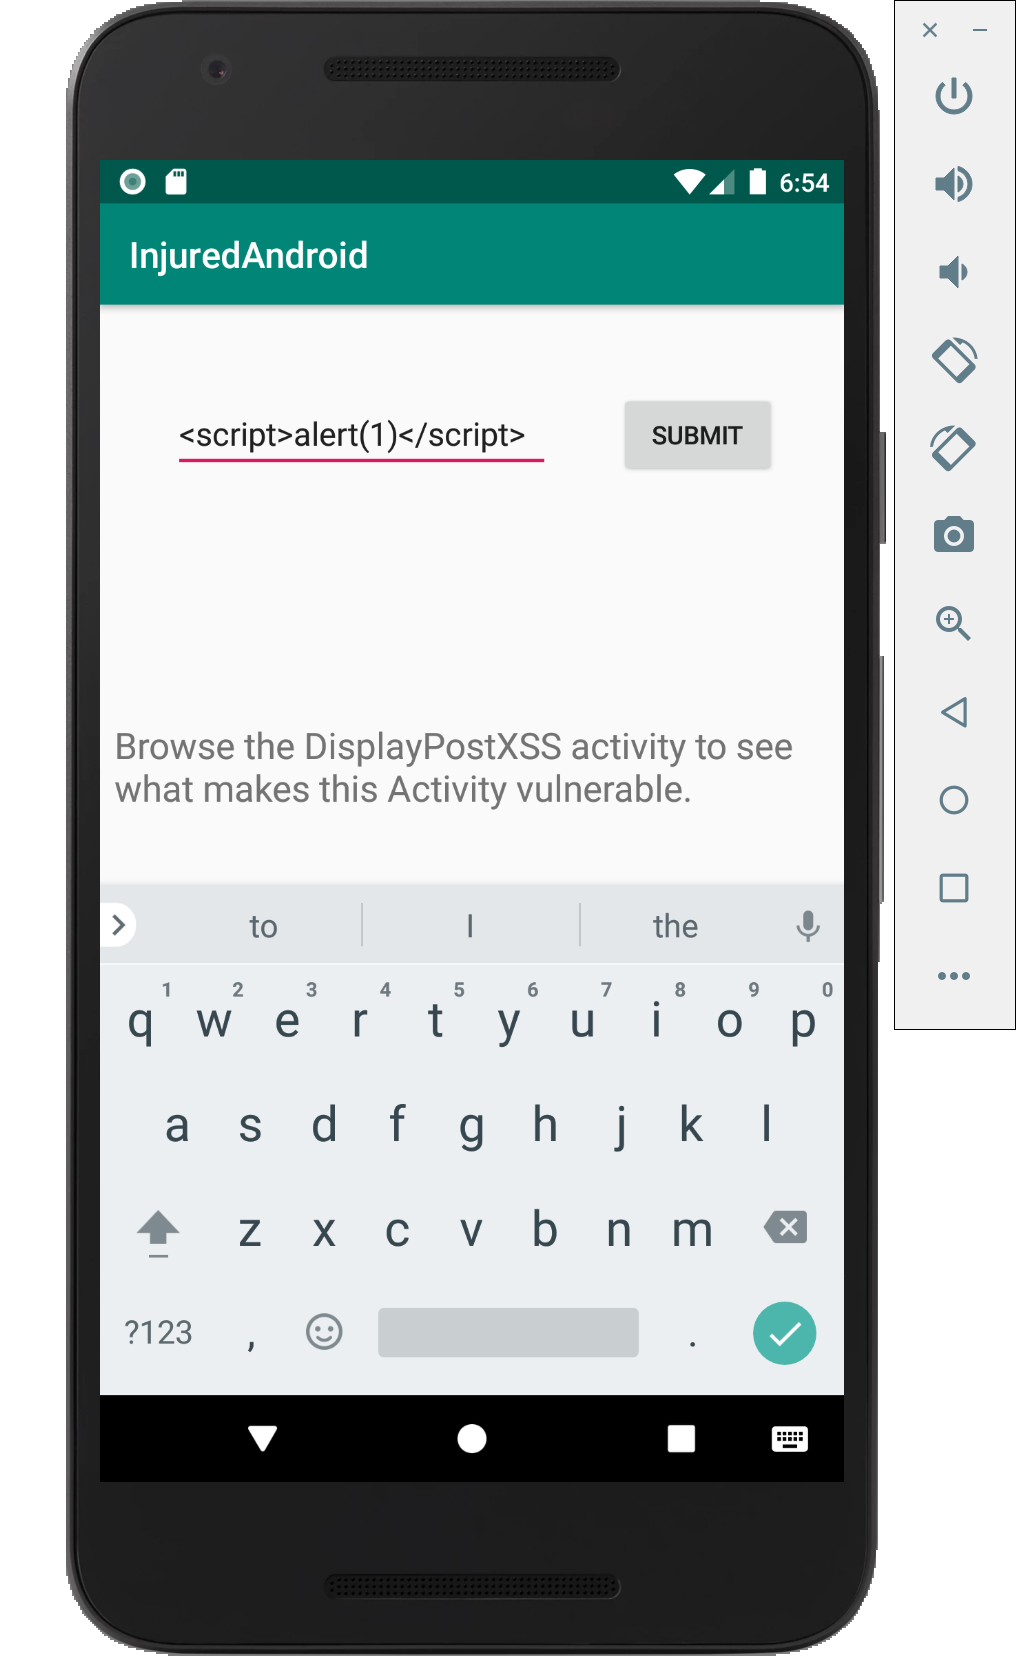 6:54
InjuredAndroid
<script>alert(1)</script>
SUBMIT
Browse the DisplayPostXSS activity to see
what makes this Activity vulnerable.
to I the
1 2 3 4 5 6 7 8 9 0
q w e r t y u i o p
a s d f g h j k l
z x c v b n m
?123 , .